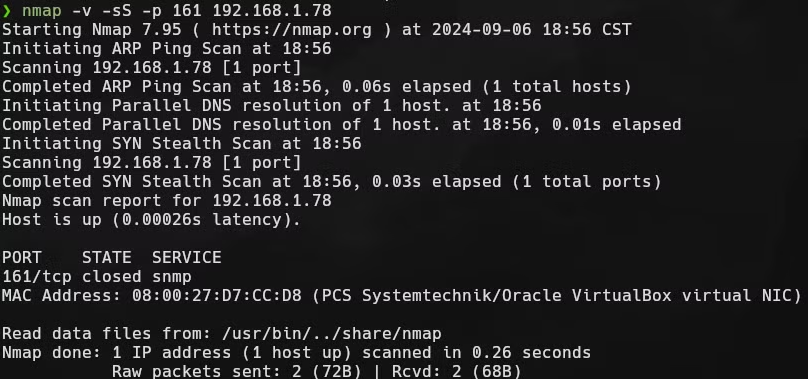 ❯ nmap -v -sS -p 161 192.168.1.78
Starting Nmap 7.95 ( https://nmap.org ) at 2024-09-06 18:56 CST
Initiating ARP Ping Scan at 18:56
Scanning 192.168.1.78 [1 port]
Completed ARP Ping Scan at 18:56, 0.06s elapsed (1 total hosts)
Initiating Parallel DNS resolution of 1 host. at 18:56
Completed Parallel DNS resolution of 1 host. at 18:56, 0.01s elapsed
Initiating SYN Stealth Scan at 18:56
Scanning 192.168.1.78 [1 port]
Completed SYN Stealth Scan at 18:56, 0.03s elapsed (1 total ports)
Nmap scan report for 192.168.1.78
Host is up (0.00026s latency).
PORT    STATE  SERVICE
161/tcp closed snmp
MAC Address: 08:00:27:D7:CC:D8 (PCS Systemtechnik/Oracle VirtualBox virtual NIC)
Read data files from: /usr/bin/../share/nmap
Nmap done: 1 IP address (1 host up) scanned in 0.26 seconds
Raw packets sent: 2 (72B) | Rcvd: 2 (68B)